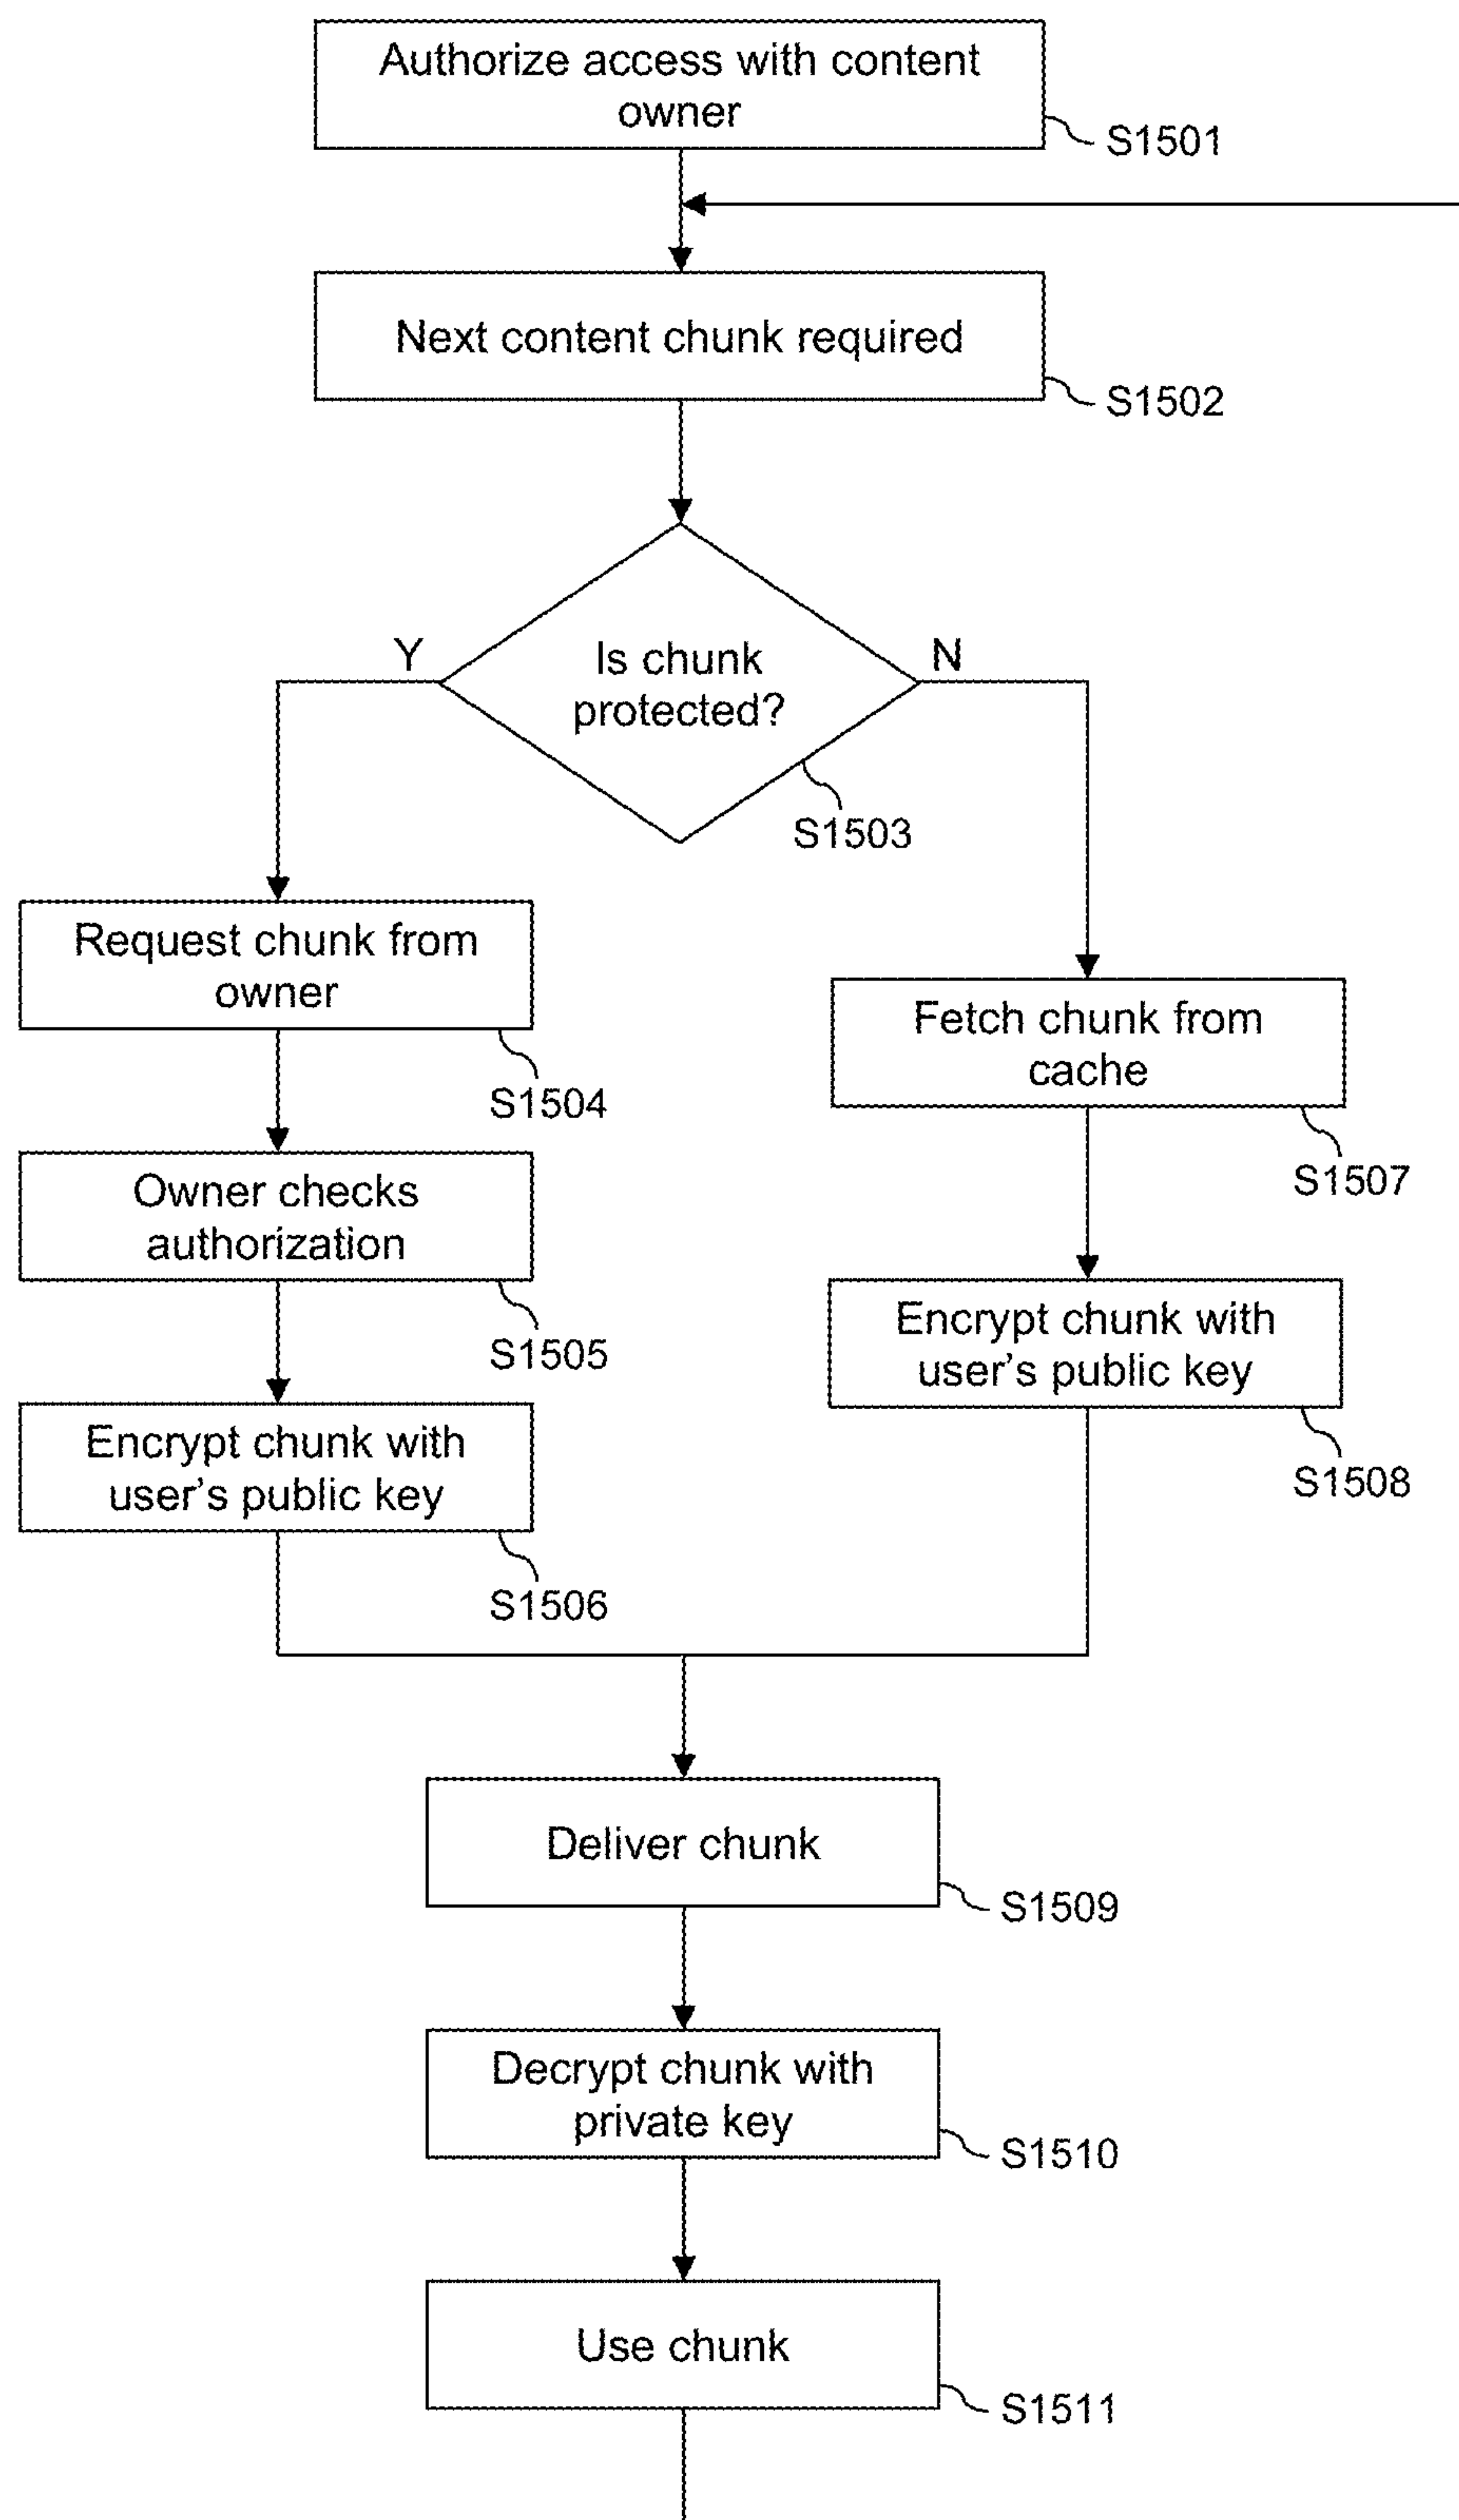 Authorize access with content
owner
S1501
Next content chunk required
S1502
Is chunk
protected?
Y
N
S1503
Request chunk from
owner
S1504
Owner checks
authorization
S1505
Encrypt chunk with
user's public key
S1506
Fetch chunk from
cache
S1507
Encrypt chunk with
user's public key
S1508
Deliver chunk
S1509
Decrypt chunk with
private key
S1510
Use chunk
S1511